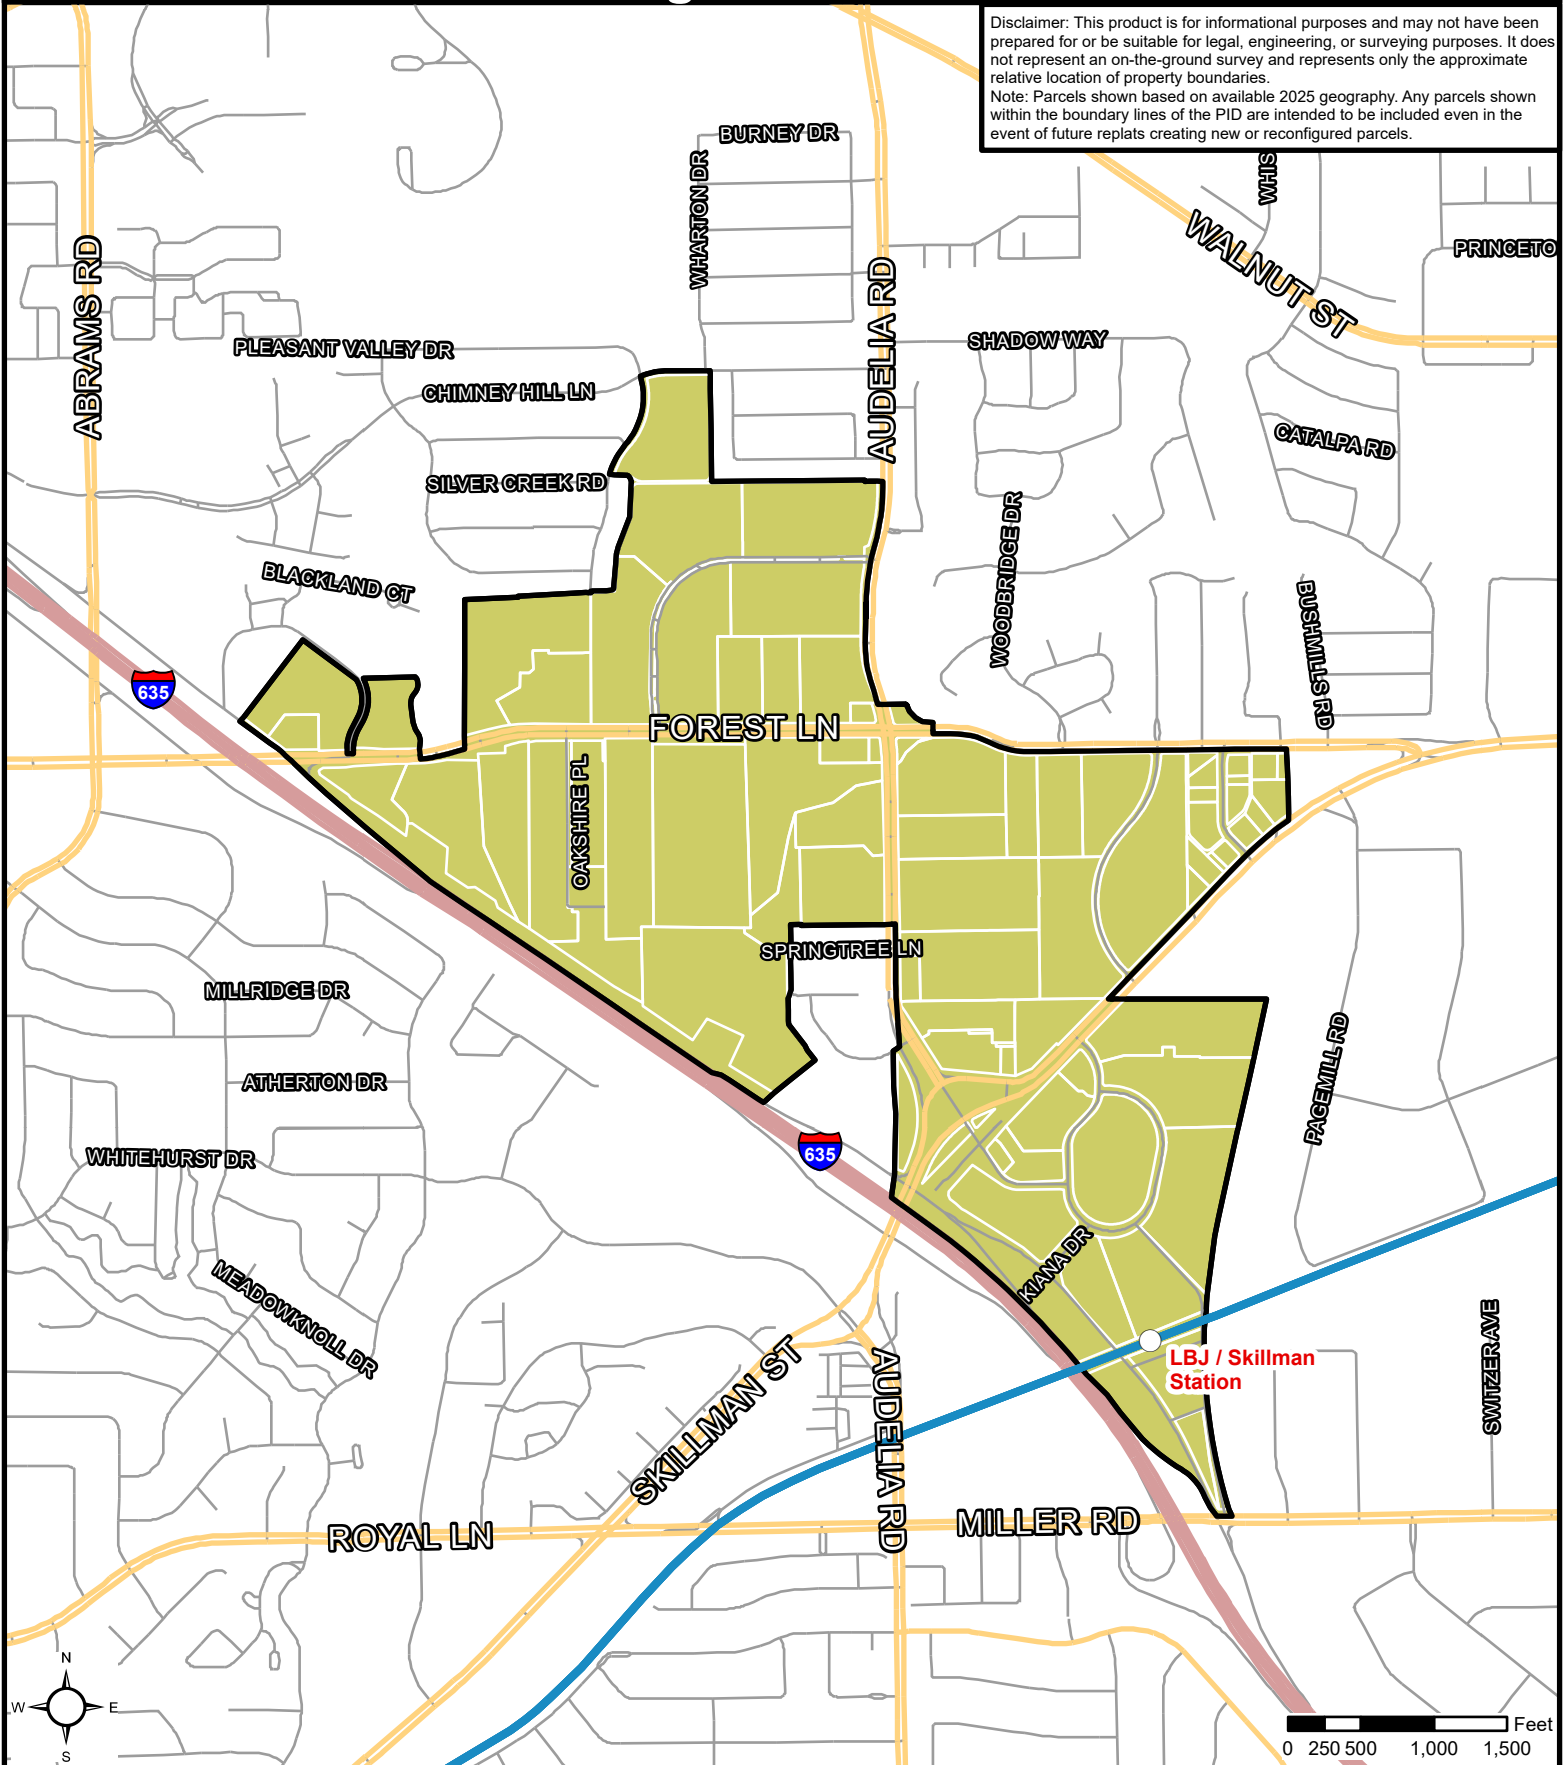 Disclaimer: This product is for informational purposes and may not have been
prepared for or be suitable for legal, engineering, or surveying purposes. It does
not represent an on-the-ground survey and represents only the approximate
relative location of property boundaries.
Note: Parcels shown based on available 2025 geography. Any parcels shown
within the boundary lines of the PID are intended to be included even in the
event of future replats creating new or reconfigured parcels.
BURNEY DR
WHARTON DR
WHIS
WALNUT ST
PRINCETO
ABRAMS RD
AUDELIA RD
PLEASANT VALLEY DR
SHADOW WAY
CHIMNEY HILL LN
CATALPA RD
SILVER CREEK RD
WOODBRIDGE DR
BLACKLAND CT
BUSHMILLS RD
635
FOREST LN
OAKSHIRE PL
SPRINGTREE LN
MILLRIDGE DR
PAGEMILL RD
ATHERTON DR
WHITEHURST DR
635
KIANA DR
MEADOWKNOLL DR
LBJ / Skillman
Station
SWITZER AVE
SKILLMAN ST
AUDELIA RD
ROYAL LN
MILLER RD
N
W
E
S
Feet
0 250 500 1,000 1,500